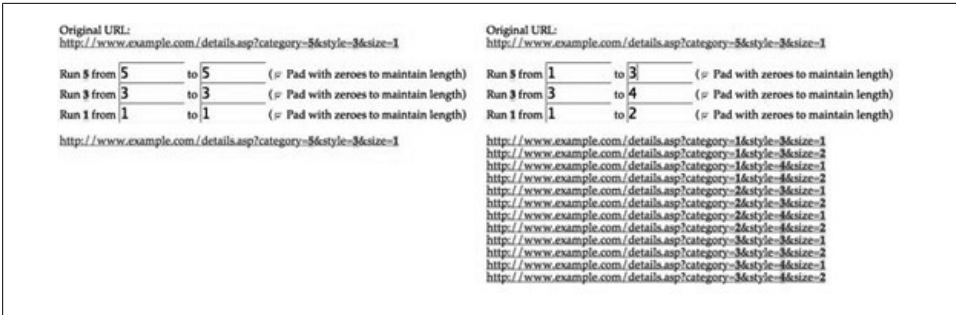 Original URL:
http://www.example.com/details.asp?category=5&style=3&size=1
Run 5 from 5 to 5 (Pad with zeroes to maintain length)
Run 3 from 3 to 3 (Pad with zeroes to maintain length)
Run 1 from 1 to 1 (Pad with zeroes to maintain length)
http://www.example.com/details.asp?category=5&style=3&size=1
Original URL:
http://www.example.com/details.asp?category=5&style=3&size=1
Run 5 from 1 to 3 (Pad with zeroes to maintain length)
Run 3 from 3 to 4 (Pad with zeroes to maintain length)
Run 1 from 1 to 2 (Pad with zeroes to maintain length)
http://www.example.com/details.asp?category=1&style=3&size=1
http://www.example.com/details.asp?category=1&style=3&size=2
http://www.example.com/details.asp?category=1&style=4&size=1
http://www.example.com/details.asp?category=1&style=4&size=2
http://www.example.com/details.asp?category=2&style=3&size=1
http://www.example.com/details.asp?category=2&style=3&size=2
http://www.example.com/details.asp?category=2&style=4&size=1
http://www.example.com/details.asp?category=2&style=4&size=2
http://www.example.com/details.asp?category=3&style=3&size=1
http://www.example.com/details.asp?category=3&style=3&size=2
http://www.example.com/details.asp?category=3&style=4&size=1
http://www.example.com/details.asp?category=3&style=4&size=2